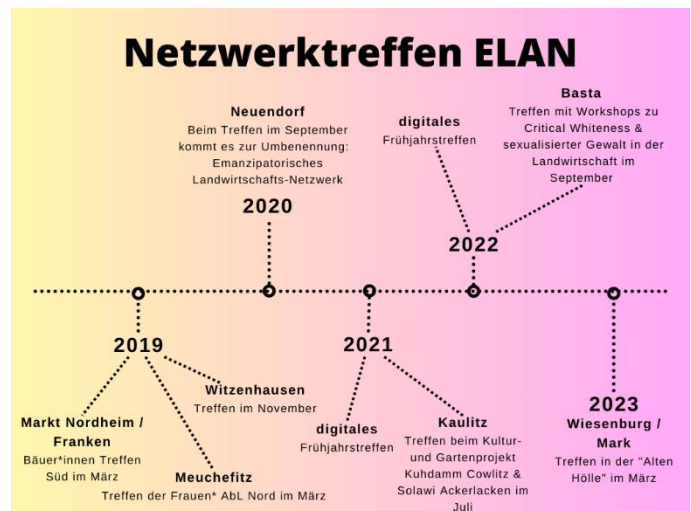 Netzwerktreffen ELAN
Neuendorf
Beim Treffen im September
kommt es zur Umbenennung:
Emanzipatorisches
Landwirtschafts-Netzwerk
2020
digitales
Frühjahrstreffen
Basta
Treffen mit Workshops zu
Critical Whiteness &
sexualisierter Gewalt in der
Landwirtschaft im
September
2022
2019
Markt Nordheim /
Franken
Bäuer*innen Treffen
Süd im März
Witzenhausen
Treffen im November
Meuchefitz
Treffen der Frauen* AbL Nord im März
2021
digitales
Frühjahrstreffen
Kaulitz
Treffen beim Kultur-
und Gartenprojekt
Kuhdamm Cowlitz &
Solawi Ackerlacken im
Juli
2023
Wiesenburg /
Mark
Treffen in der "Alten
Hölle" im März